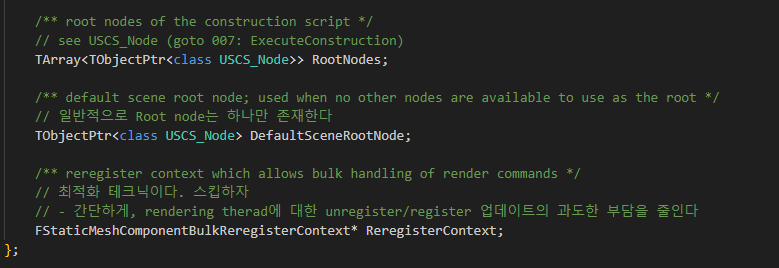 /** root nodes of the construction script */
// see USCS_Node (goto 007: ExecuteConstruction)
TArray<TObjectPtr<class USCS_Node>> RootNodes;
/** default scene root node; used when no other nodes are available to use as the root */
// 일반적으로 Root node는 하나만 존재한다
TObjectPtr<class USCS_Node> DefaultSceneRootNode;
/** reregister context which allows bulk handling of render commands */
// 최적화 테크닉이다. 스킵하자
// - 간단하게, rendering therad에 대한 unregister/register 업데이트의 과도한 부담을 줄인다
FStaticMeshComponentBulkReregisterContext* ReregisterContext;
};